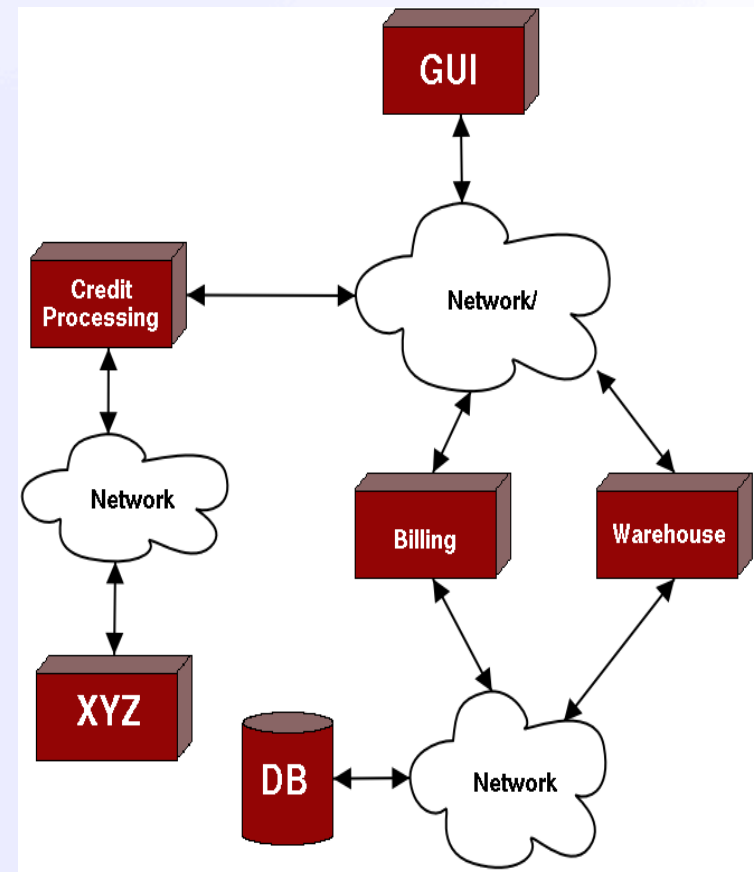 GUI
Credit
Processing
Network/
Network
Billing
Warehouse
XYZ
DB
Network